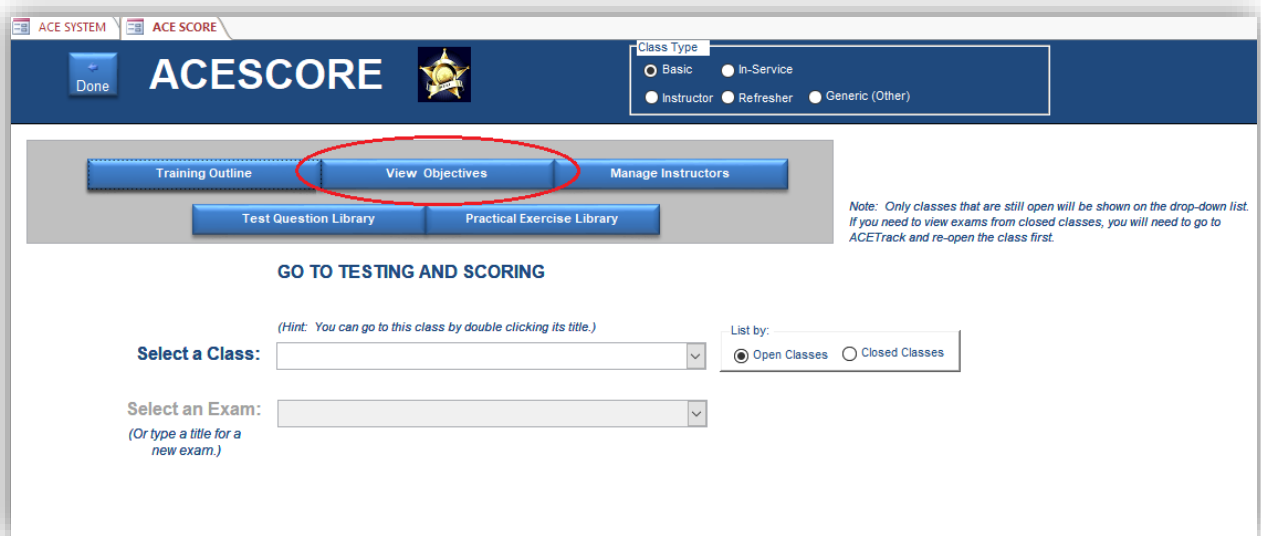 ACE SYSTEM ACE SCORE
Done
ACESCORE
Class Type
Basic In-Service
Instructor Refresher Generic (Other)
Training Outline View Objectives Manage Instructors
Test Question Library Practical Exercise Library
Note: Only classes that are still open will be shown on the drop-down list.
If you need to view exams from closed classes, you will need to go to
ACETrack and re-open the class first.
GO TO TESTING AND SCORING
(Hint: You can go to this class by double clicking its title.)
Select a Class:
List by:
Open Classes Closed Classes
Select an Exam:
(Or type a title for a
new exam.)